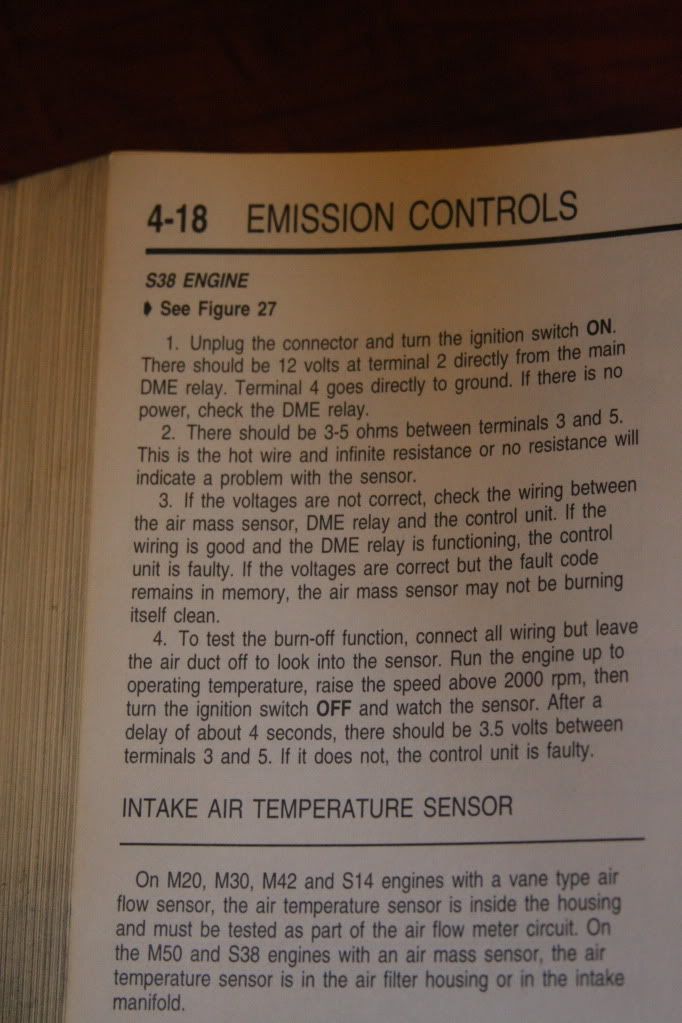 4-18 EMISSION CONTROLS
S38 ENGINE
See Figure 27
1. Unplug the connector and turn the ignition switch ON.
There should be 12 volts at terminal 2 directly from the main
DME relay. Terminal 4 goes directly to ground. If there is no
power, check the DME relay.
2. There should be 3-5 ohms between terminals 3 and 5.
This is the hot wire and infinite resistance or no resistance will
indicate a problem with the sensor.
3. If the voltages are not correct, check the wiring between
the air mass sensor, DME relay and the control unit. If the
wiring is good and the DME relay is functioning, the control
unit is faulty. If the voltages are correct but the fault code
remains in memory, the air mass sensor may not be burning
itself clean.
4. To test the burn-off function, connect all wiring but leave
the air duct off to look into the sensor. Run the engine up to
operating temperature, raise the speed above 2000 rpm, then
turn the ignition switch OFF and watch the sensor. After a
delay of about 4 seconds, there should be 3.5 volts between
terminals 3 and 5. If it does not, the control unit is faulty.
INTAKE AIR TEMPERATURE SENSOR
On M20, M30, M42 and S14 engines with a vane type air
flow sensor, the air temperature sensor is inside the housing
and must be tested as part of the air flow meter circuit. On
the M50 and S38 engines with an air mass sensor, the air
temperature sensor is in the air filter housing or in the intake
manifold.